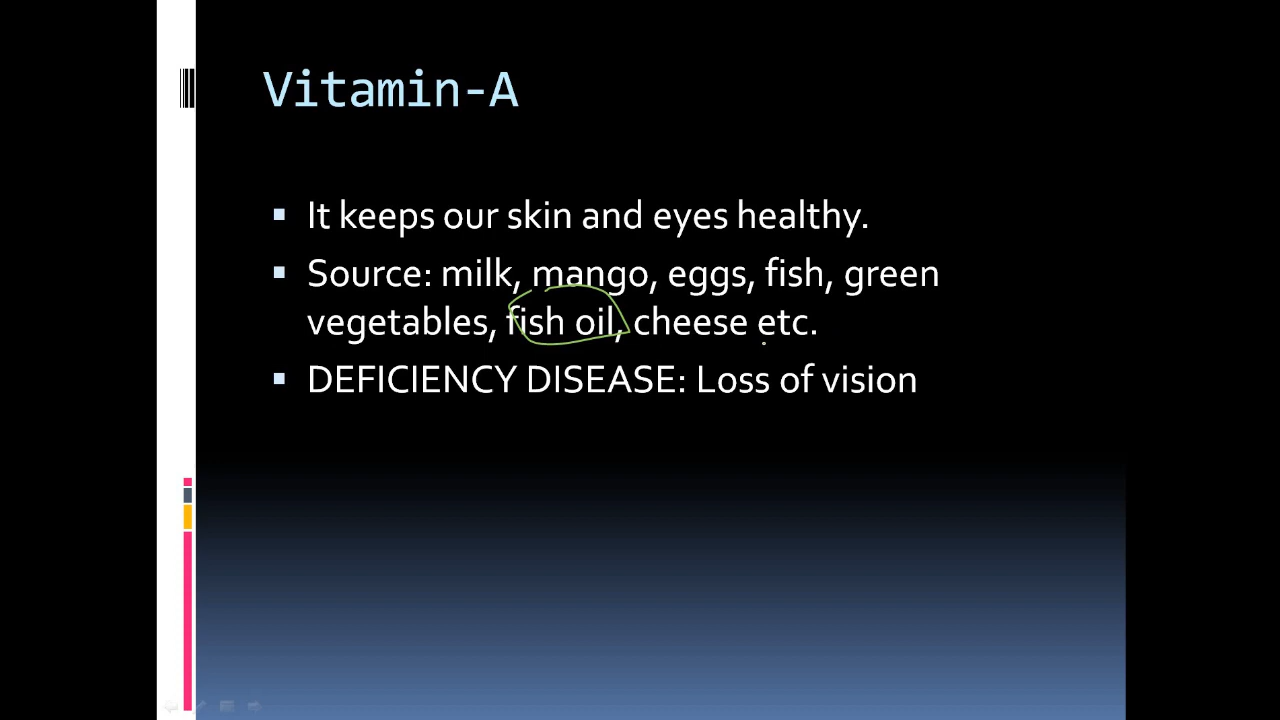 Vitamin-A
It keeps our skin and eyes healthy.
Source: milk, mango, eggs, fish, green
vegetables, fish oil, cheese etc.
DEFICIENCY DISEASE: Loss of vision